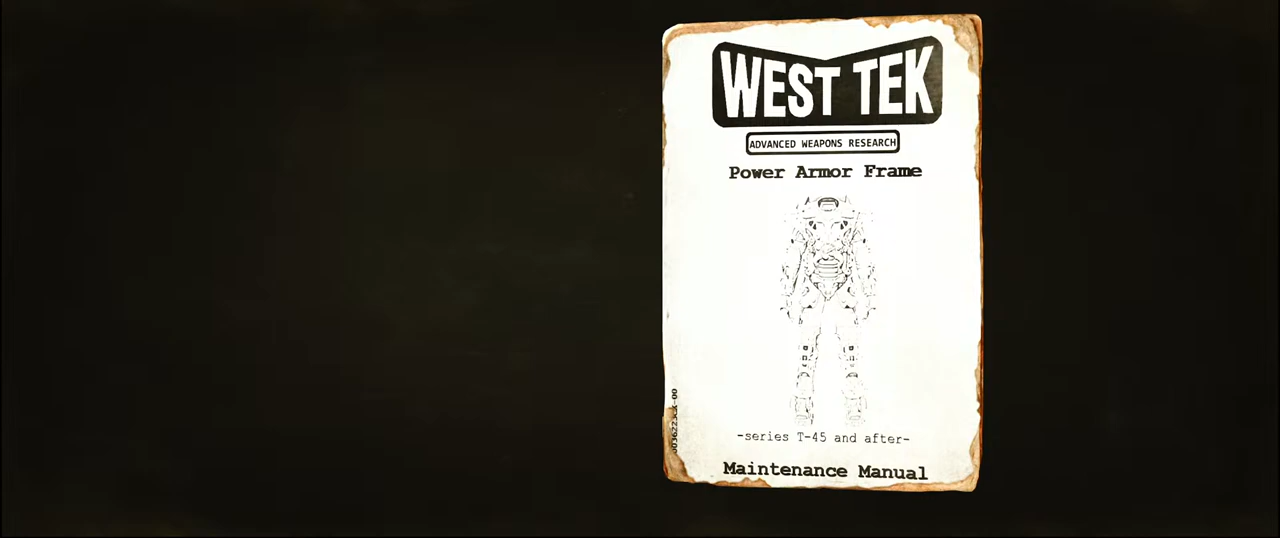 WEST TEK
ADVANCED WEAPONS RESEARCH
Power Armor Frame
-series T-45 and after-
Maintenance Manual